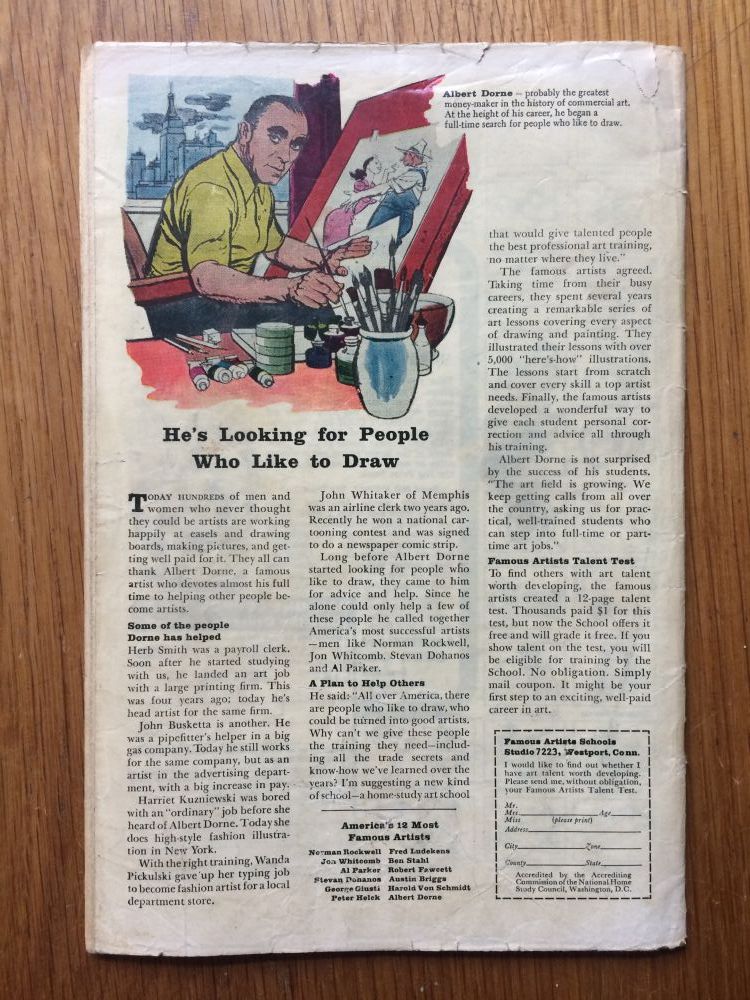 Albert Dorne — probably the greatest
money-maker in the history of commercial art.
At the height of his career, he began a
full-time search for people who like to draw.
He's Looking for People
Who Like to Draw
TODAY HUNDREDS of men and
women who never thought
they could be artists are working
happily at easels and drawing
boards, making pictures, and get-
ting well paid for it. They all can
thank Albert Dorne, a famous
artist who devotes almost his full
time to helping other people be-
come artists.
Some of the people
Dorne has helped
Herb Smith was a payroll clerk.
Soon after he started studying
with us, he landed an art job
with a large printing firm. This
was four years ago; today he's
head artist for the same firm.
John Busketta is another. He
was a pipefitter's helper in a big
gas company. Today he still works
for the same company, but as an
artist in the advertising depart-
ment, with a big increase in pay.
Harriet Kuzniewski was bored
with an "ordinary" job before she
heard of Albert Dorne. Today she
does high-style fashion illustra-
tion in New York.
With the right training, Wanda
Pickulski gave up her typing job
to become fashion artist for a local
department store.
John Whitaker of Memphis
was an airline clerk two years ago.
Recently he won a national car-
tooning contest and was signed
to do a newspaper comic strip.
Long before Albert Dorne
started looking for people who
like to draw, they came to him
for advice and help. Since he
alone could only help a few of
these people he called together
America's most successful artists
—men like Norman Rockwell,
Jon Whitcomb, Stevan Dohanos
and Al Parker.
A Plan to Help Others
He said: "All over America, there
are people who like to draw, who
could be turned into good artists.
Why can't we give these people
the training they need—includ-
ing all the trade secrets and
know-how we've learned over the
years? I'm suggesting a new kind
of school—a home-study art school
America's 12 Most
Famous Artists
Norman Rockwell Fred Ludekens
Jon Whitcomb Ben Stahl
Al Parker Robert Fawcett
Stevan Dohanos Austin Briggs
George Giusti Harold Von Schmidt
Peter Helck Albert Dorne
that would give talented people
the best professional art training,
no matter where they live."
The famous artists agreed.
Taking time from their busy
careers, they spent several years
creating a remarkable series of
art lessons covering every aspect
of drawing and painting. They
illustrated their lessons with over
5,000 "here's-how" illustrations.
The lessons start from scratch
and cover every skill a top artist
needs. Finally, the famous artists
developed a wonderful way to
give each student personal cor-
rection and advice all through
his training.
Albert Dorne is not surprised
by the success of his students.
"The art field is growing. We
keep getting calls from all over
the country, asking us for prac-
tical, well-trained students who
can step into full-time or part-
time art jobs."
Famous Artists Talent Test
To find others with art talent
worth developing, the famous
artists created a 12-page talent
test. Thousands paid $1 for this
test, but now the School offers it
free and will grade it free. If you
show talent on the test, you will
be eligible for training by the
School. No obligation. Simply
mail coupon. It might be your
first step to an exciting, well-paid
career in art.
Famous Artists Schools
Studio 7223, Westport, Conn.
I would like to find out whether I
have art talent worth developing.
Please send me, without obligation,
your Famous Artists Talent Test.
Mr.
Mrs. Age
Miss (please print)
Address
City Zone
County State
Accredited by the Accrediting
Commission of the National Home
Study Council, Washington, D.C.